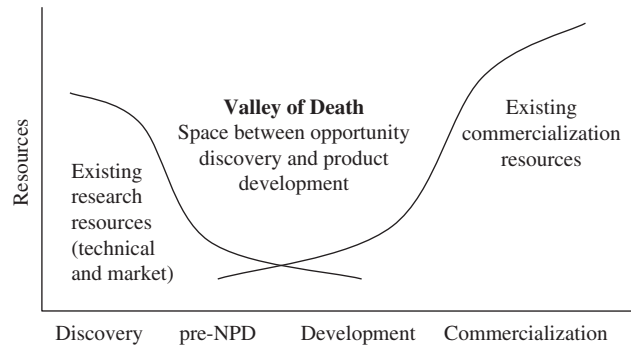 Resources
Valley of Death
Space between opportunity
discovery and product
development
Existing
research
resources
(technical
and market)
Existing
commercialization
resources
Discovery
pre-NPD
Development
Commercialization